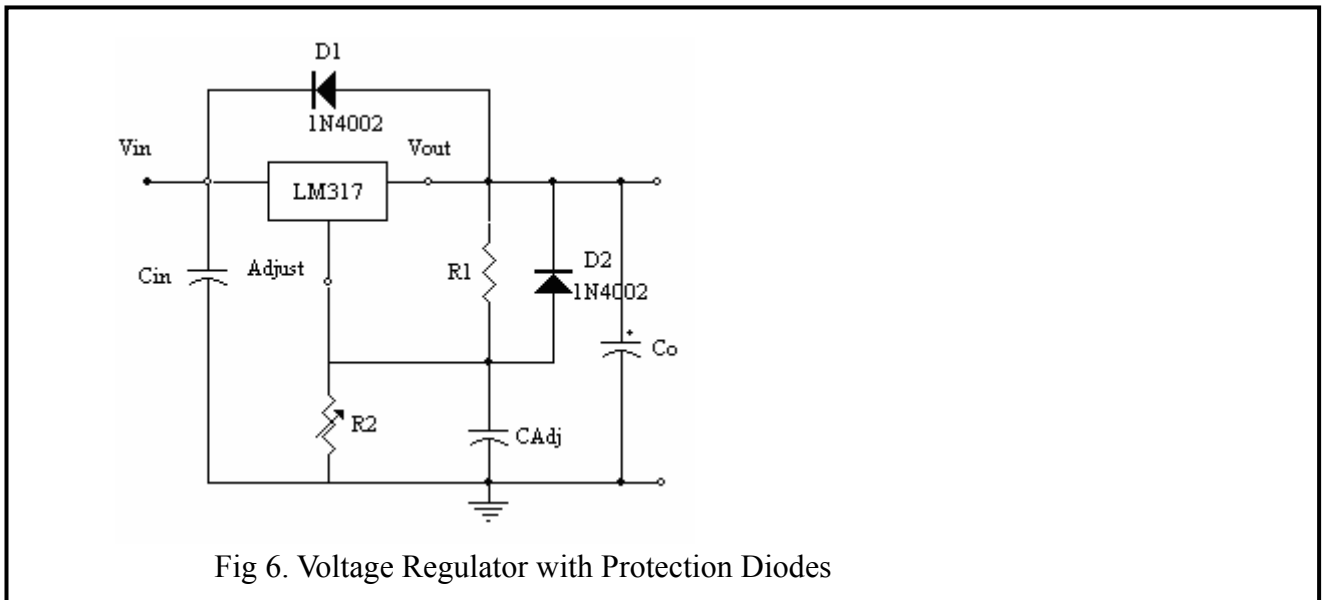 D1
1N4002
Vin
Vout
LM317
Cin
Adjust
R1
D2
1N4002
+
Co
R2
CAdj
Fig 6. Voltage Regulator with Protection Diodes